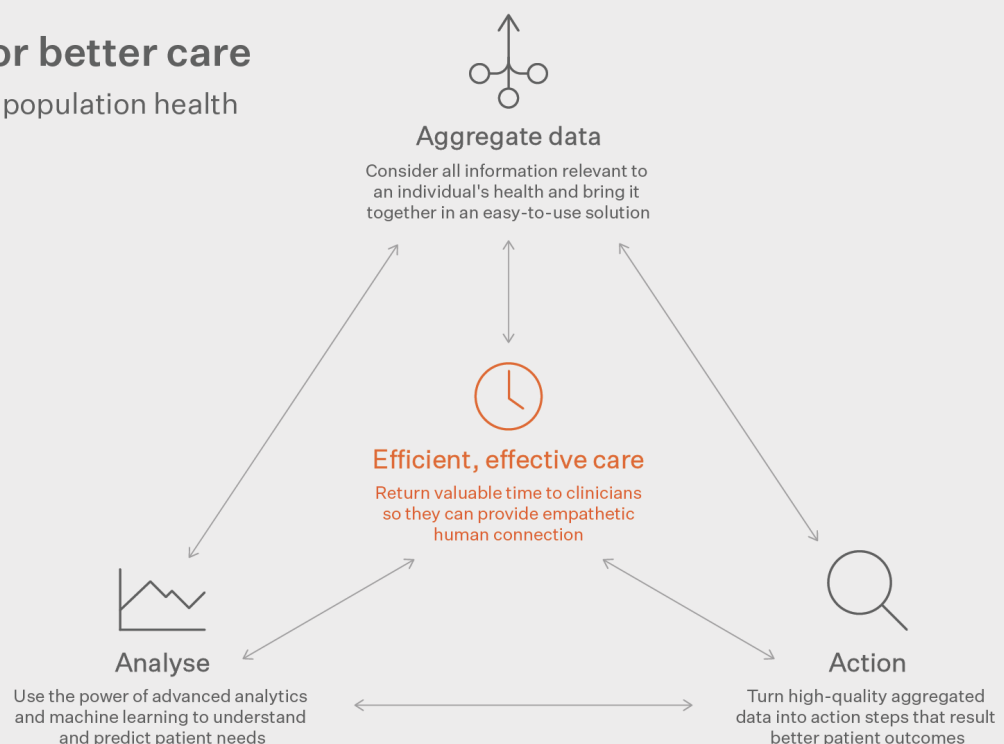 or better care
population health
Aggregate data
Consider all information relevant to
an individual's health and bring it
together in an easy-to-use solution
Efficient, effective care
Return valuable time to clinicians
so they can provide empathetic
human connection
Analyse
Use the power of advanced analytics
and machine learning to understand
and predict patient needs
Action
Turn high-quality aggregated
data into action steps that result
better patient outcomes